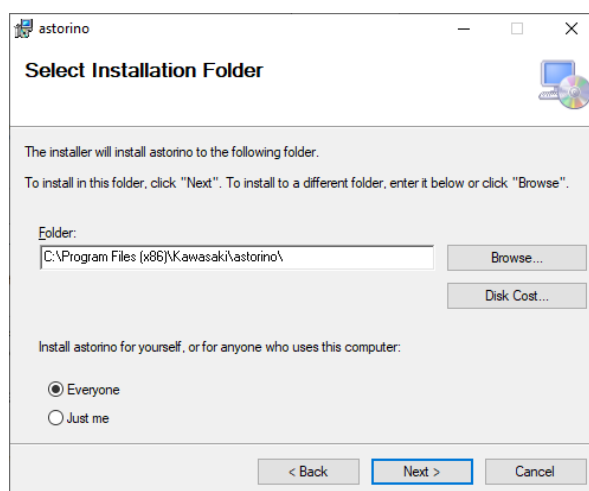 astorino
Select Installation Folder
The installer will install astorino to the following folder.
To install in this folder, click "Next". To install to a different folder, enter it below or click "Browse".
Folder:
C:\Program Files (x86)\Kawasaki\astorino\
Browse...
Disk Cost...
Install astorino for yourself, or for anyone who uses this computer:
Everyone
Just me
< Back
Next >
Cancel